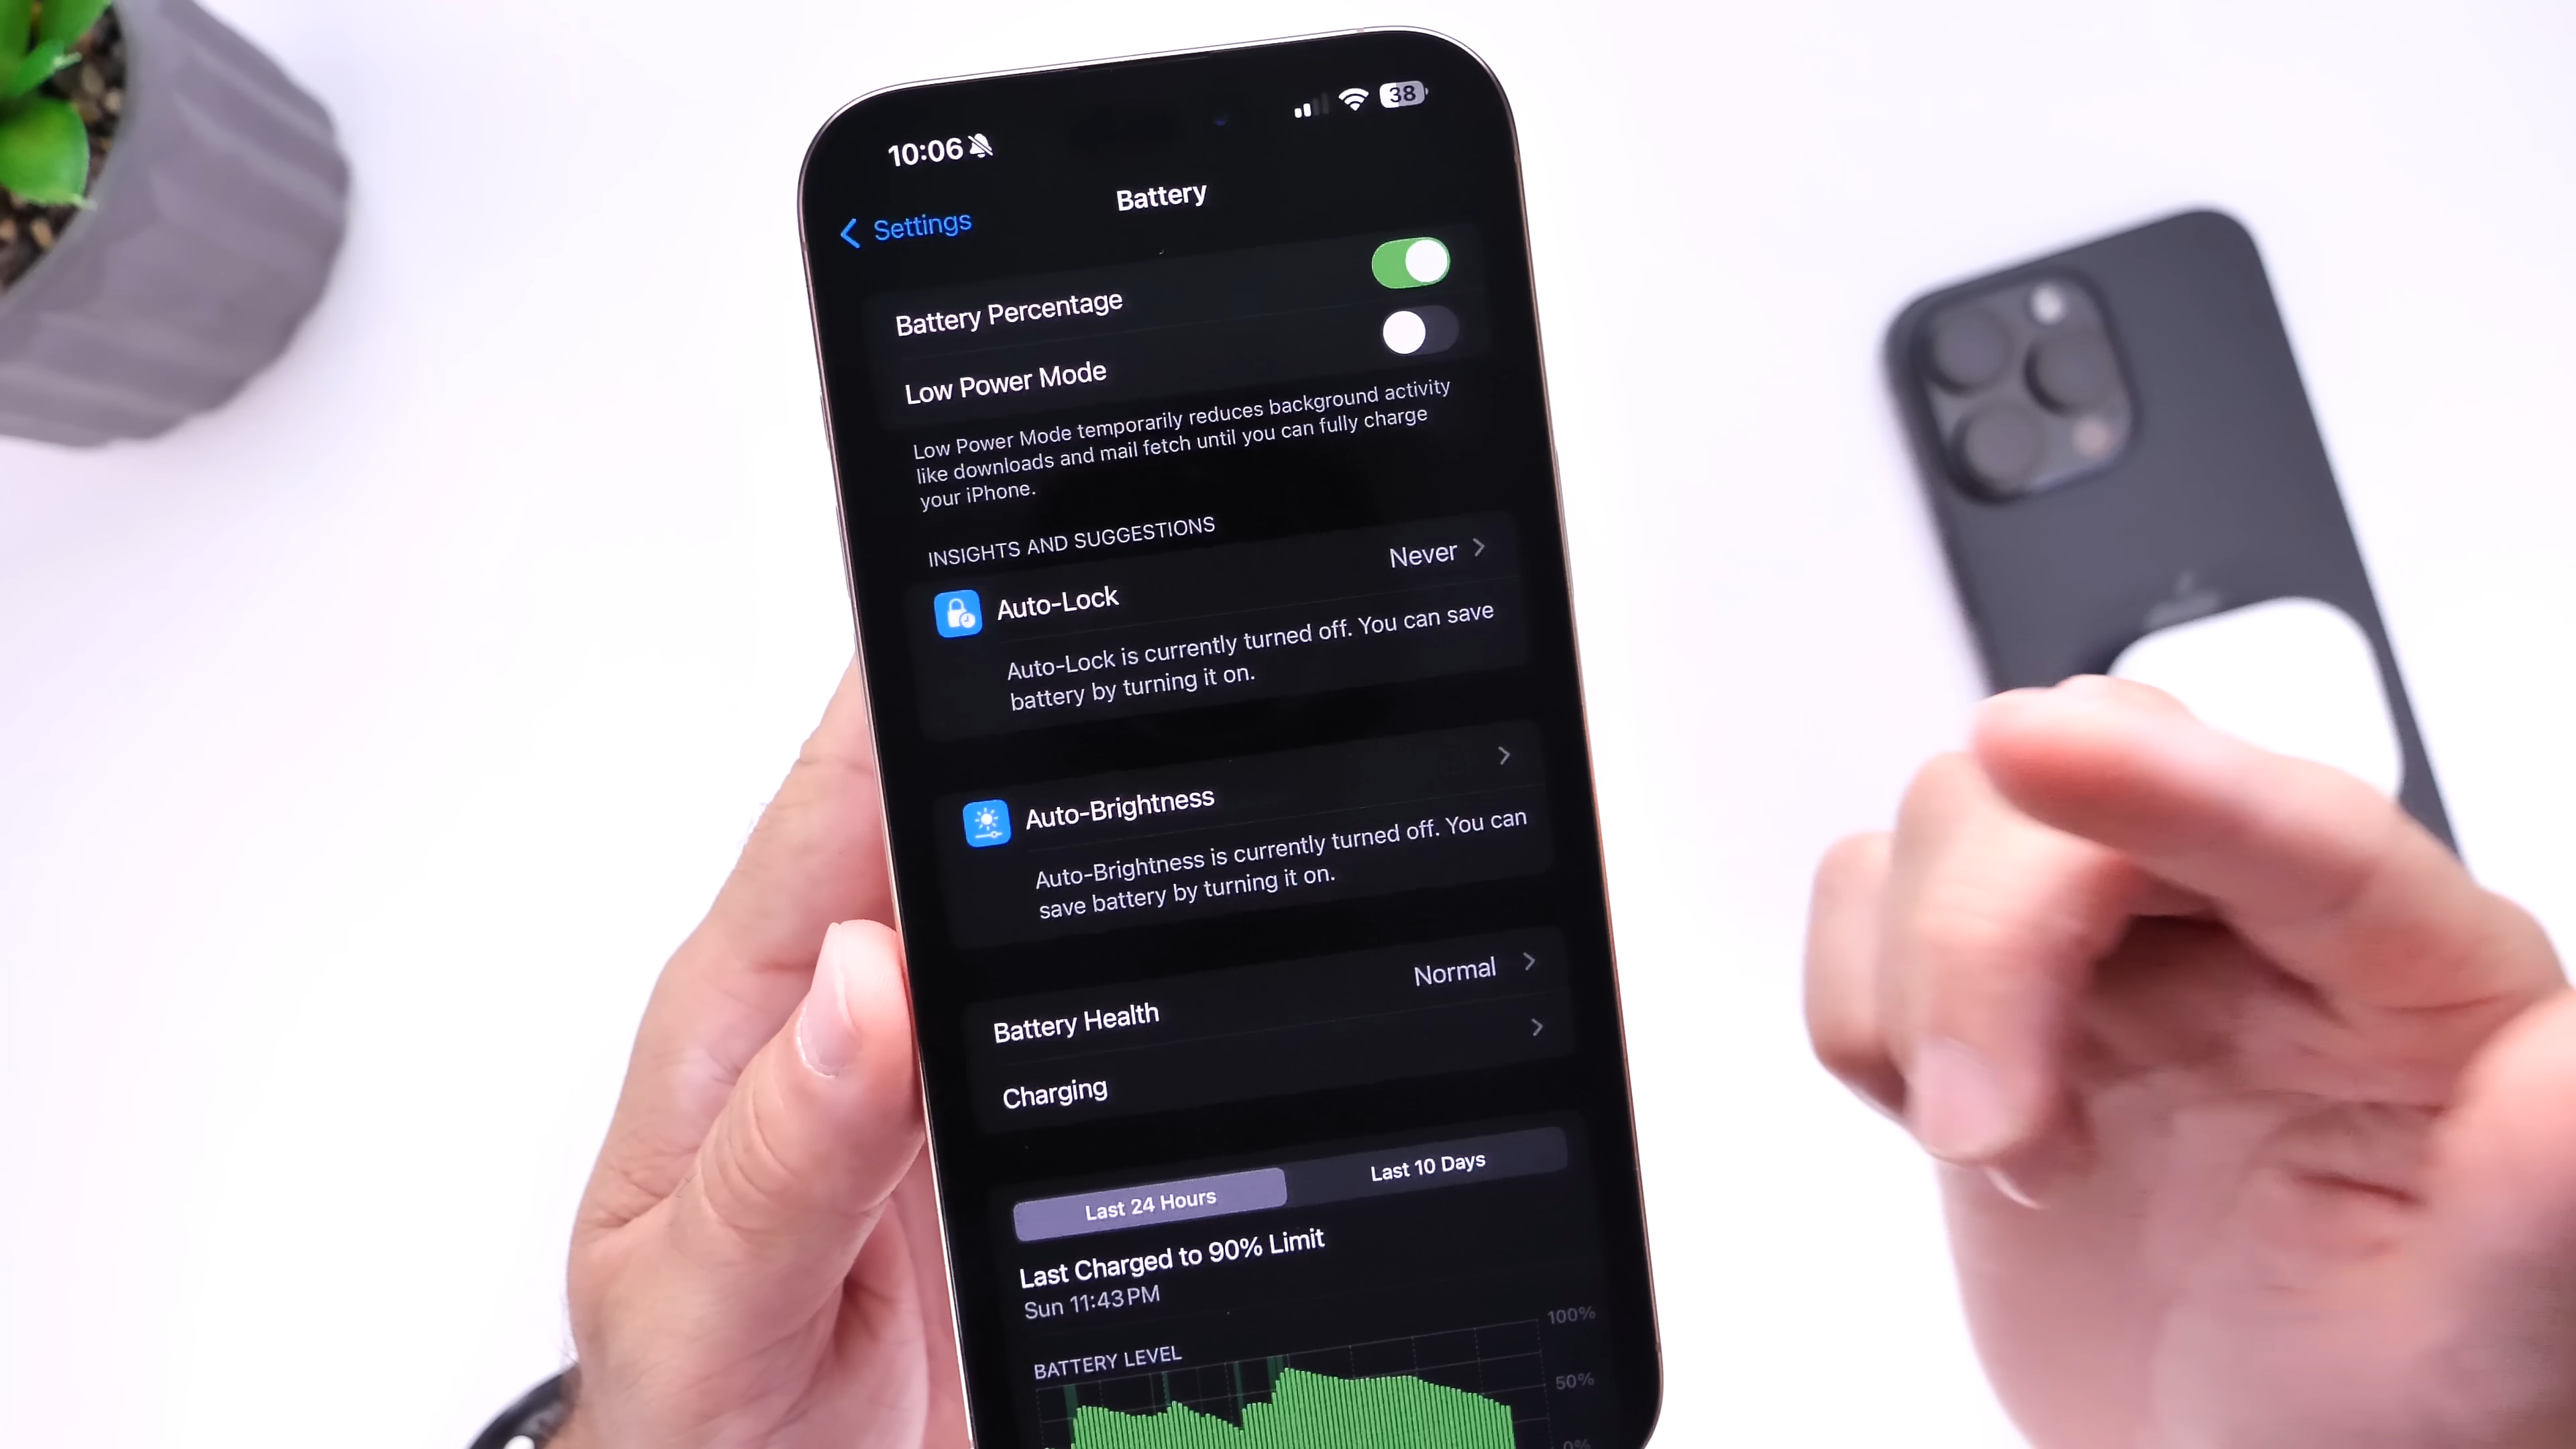 10:06
38
Settings
Battery
Battery Percentage
Low Power Mode
Low Power Mode temporarily reduces background activity
like downloads and mail fetch until you can fully charge
your iPhone.
INSIGHTS AND SUGGESTIONS
Auto-Lock
Never
Auto-Lock is currently turned off. You can save
battery by turning it on.
Auto-Brightness
Auto-Brightness is currently turned off. You can
save battery by turning it on.
Battery Health
Normal
Charging
Last 24 Hours
Last 10 Days
Last Charged to 90% Limit
Sun 11:43 PM
BATTERY LEVEL
100%
50%
0%